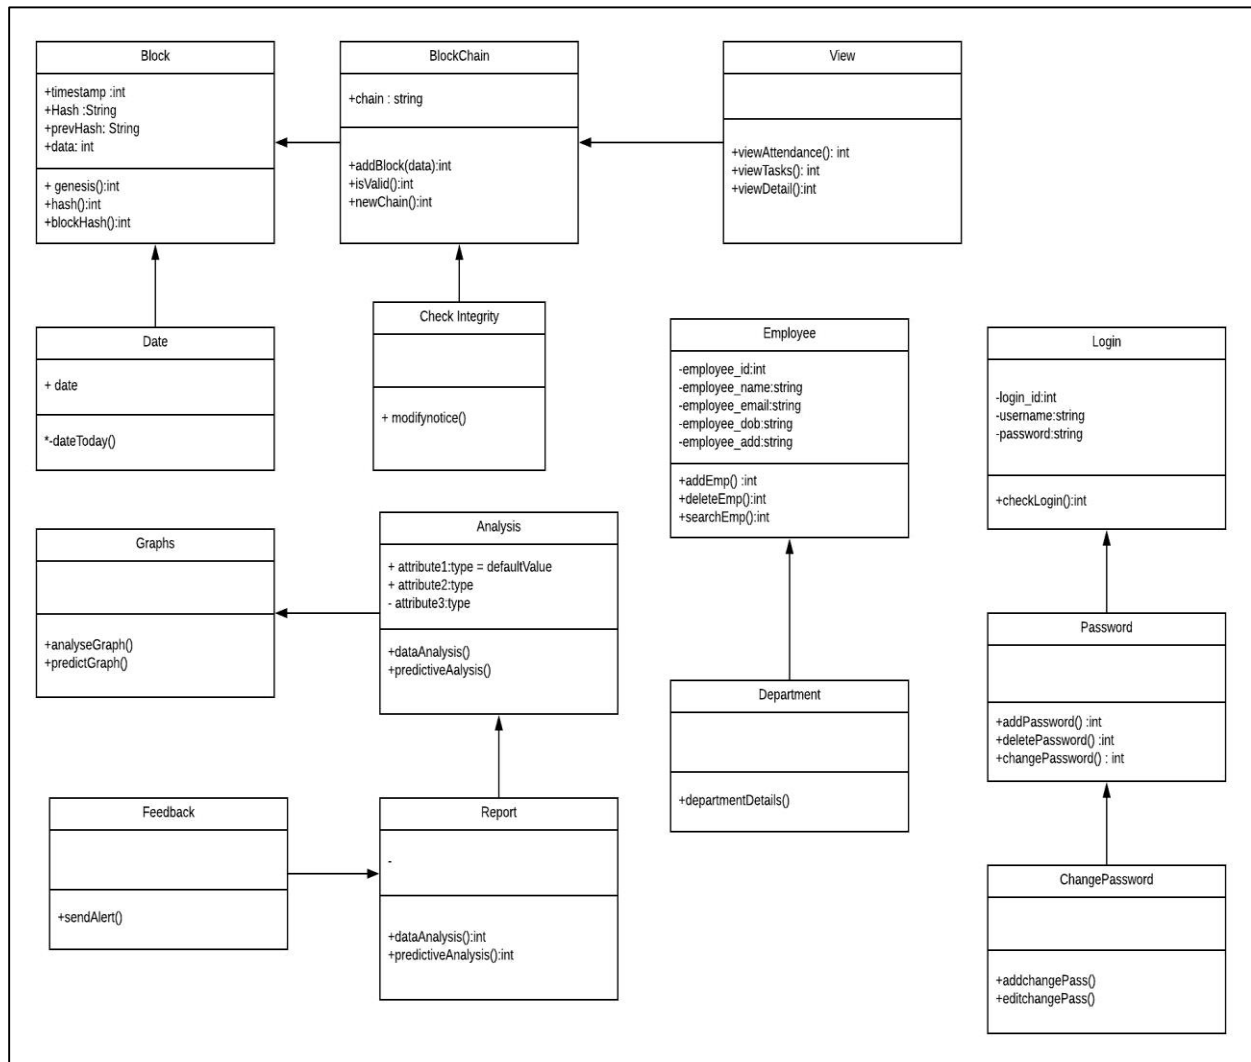 Block
+timestamp :int
+Hash :String
+prevHash: String
+data: int
+ genesis():int
+hash():int
+blockHash():int
BlockChain
+chain : string
+addBlock(data):int
+isValid():int
+newChain():int
View
+viewAttendance(): int
+viewTasks(): int
+viewDetail():int
Date
+ date
*-dateToday()
Check Integrity
+ modifynotice()
Employee
-employee_id:int
-employee_name:string
-employee_email:string
-employee_dob:string
-employee_add:string
+addEmp() :int
+deleteEmp():int
+searchEmp():int
Login
-login_id:int
-username:string
-password:string
+checkLogin():int
Graphs
+analyseGraph()
+predictGraph()
Analysis
+ attribute1:type = defaultValue
+ attribute2:type
- attribute3:type
+dataAnalysis()
+predictiveAalysis()
Department
+departmentDetails()
Password
+addPassword() :int
+deletePassword() :int
+changePassword() : int
Feedback
+sendAlert()
Report
-
+dataAnalysis():int
+predictiveAnalysis():int
ChangePassword
+addchangePass()
+editchangePass()